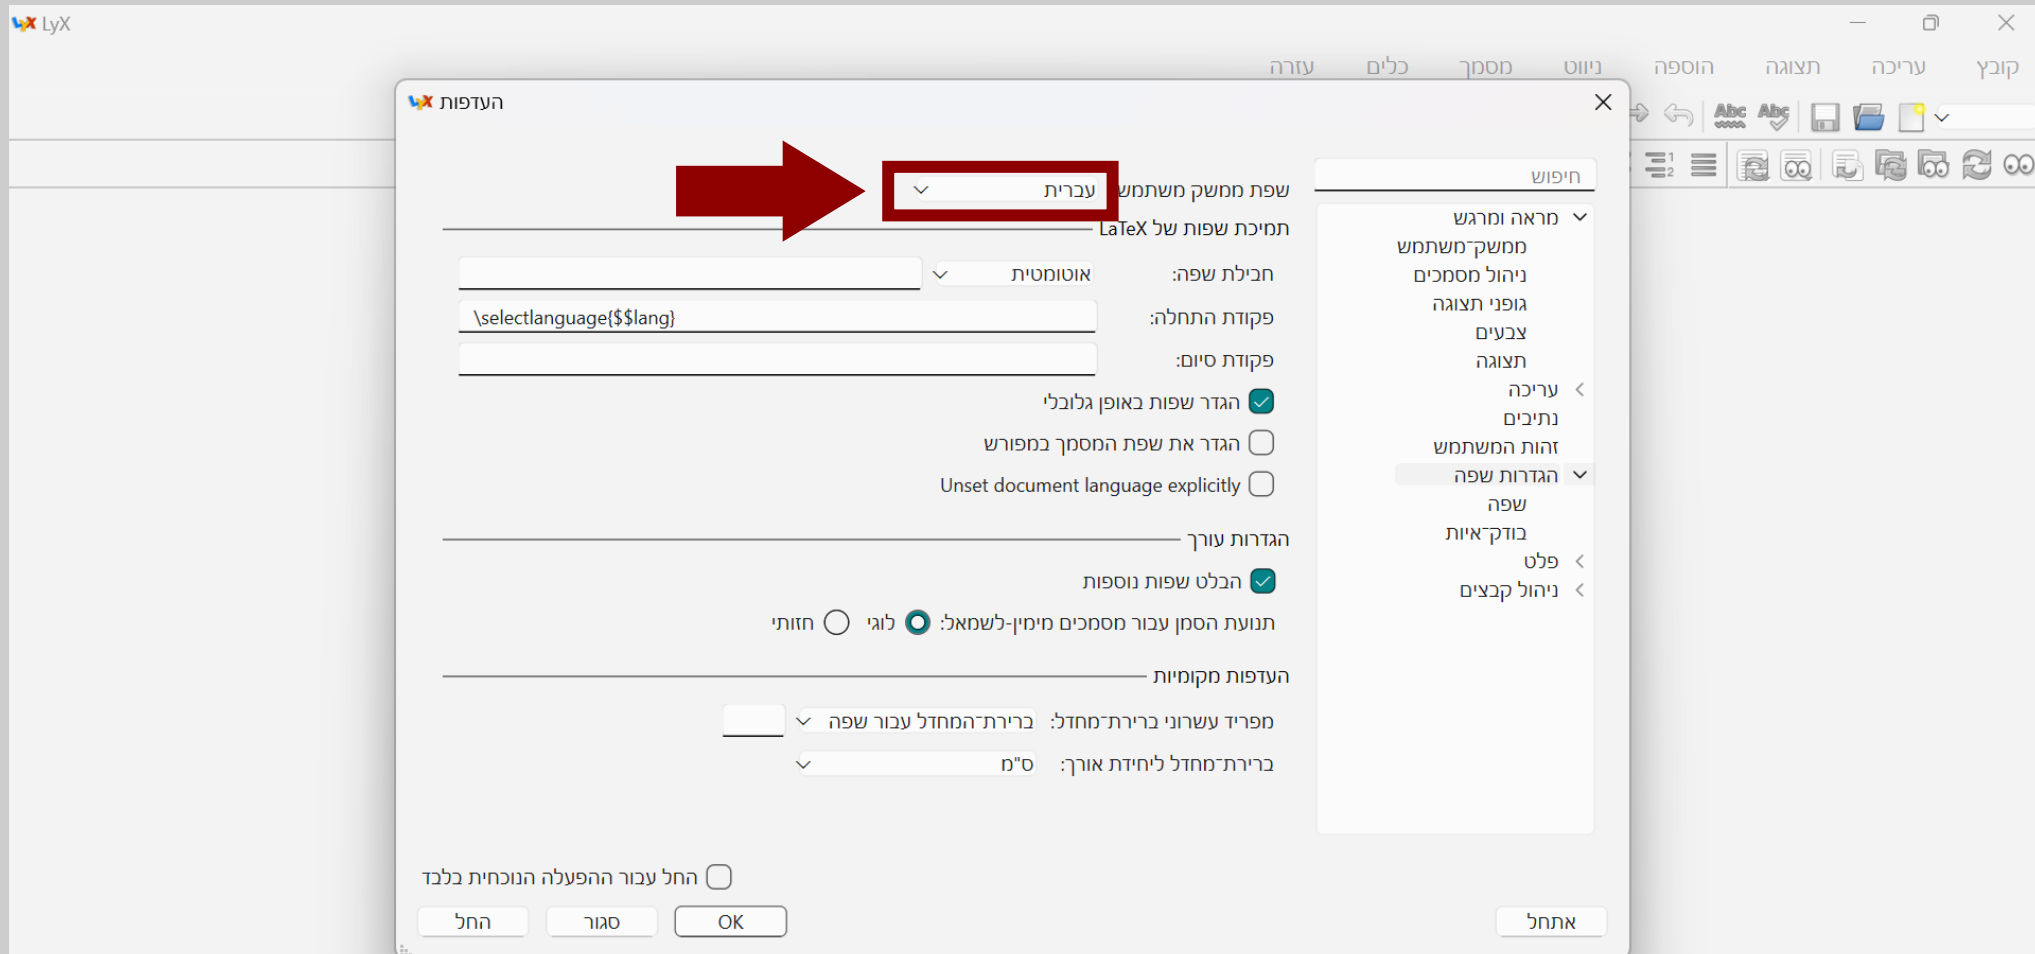 LyX
קובץ עריכה תצוגה הוספה ניווט מסמך כלים עזרה
העדפות
חיפוש
מראה ומרגש
ממשק־משתמש
ניהול מסמכים
גופני תצוגה
צבעים
תצוגה
עריכה
נתיבים
זהות המשתמש
הגדרות שפה
שפה
בודק־איות
פלט
ניהול קבצים
שפת ממשק משתמש עברית
תמיכת שפות של LaTeX
חבילת שפה: אוטומטית
פקודת התחלה: \selectlanguage{$$lang}
פקודת סיום:
הגדר שפות באופן גלובלי
הגדר את שפת המסמך במפורש
Unset document language explicitly
הגדרות עורך
הבלט שפות נוספות
תנועת הסמן עבור מסמכים מימין-לשמאל: לוגי חזותי
העדפות מקומיות
מפריד עשרוני ברירת־מחדל: ברירת־המחדל עבור שפה
ברירת־מחדל ליחידת אורך: ס"מ
החל עבור ההפעלה הנוכחית בלבד
אתחל OK סגור החל